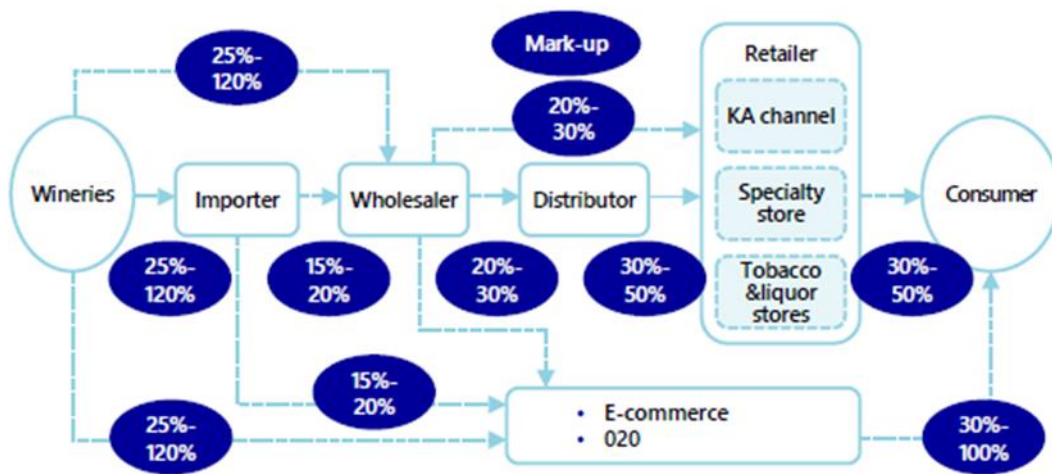 Mark-up
Retailer
25%-
120%
20%-
30%
KA channel
Wineries
Importer
Wholesaler
Distributor
Specialty
store
Consumer
25%-
120%
15%-
20%
20%-
30%
30%-
50%
Tobacco
&liquor
stores
30%-
50%
15%-
20%
25%-
120%
• E-commerce
• 020
30%-
100%